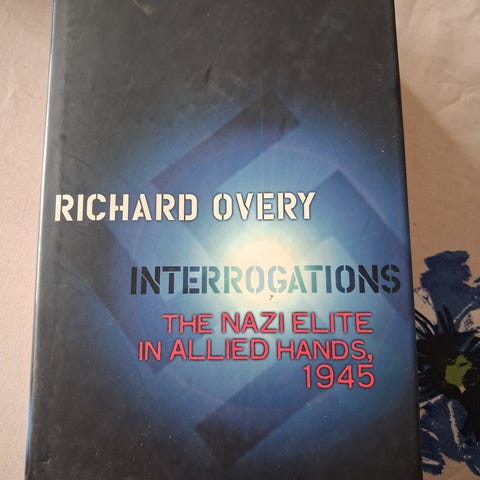 RICHARD OVERY
INTERROGATIONS
THE NAZI ELITE
IN ALLIED HANDS,
1945